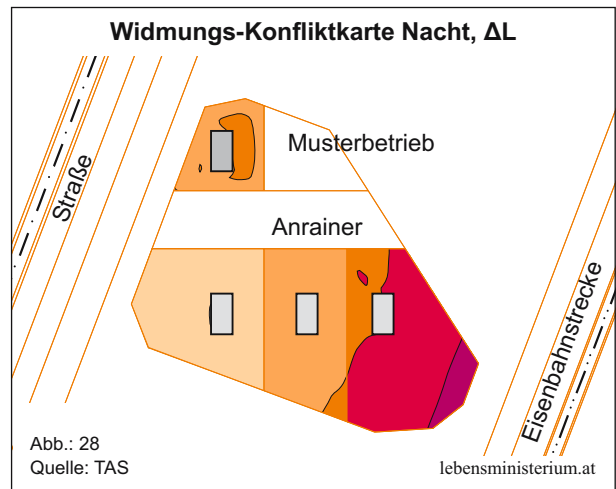 Widmungs-Konfliktkarte Nacht, ΔL
Musterbetrieb
Straße
Anrainer
Eisenbahnstrecke
Abb.: 28
Quelle: TAS
lebensministerium.at